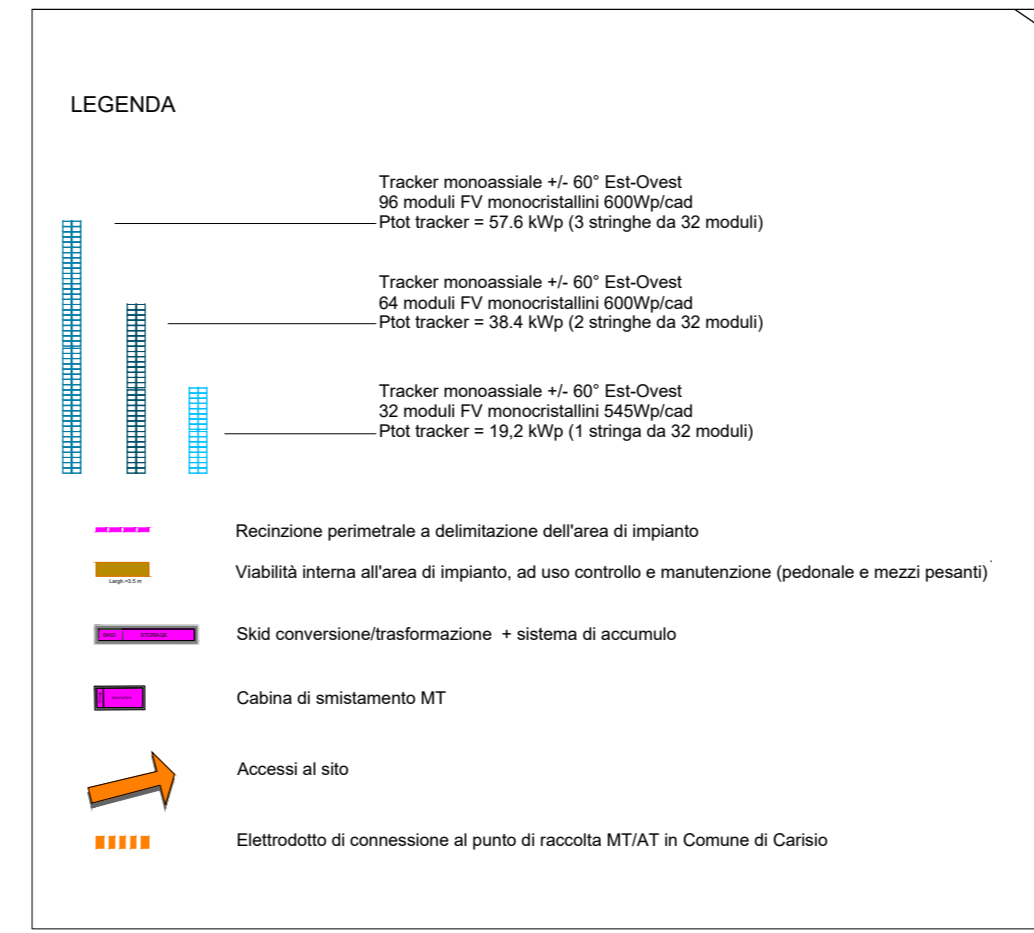 LEGENDA
Tracker monoassiale +/- 60° Est-Ovest
96 moduli FV monocristallini 600Wp/cad
Ptot tracker = 57.6 kWp (3 stringhe da 32 moduli)
Tracker monoassiale +/- 60° Est-Ovest
64 moduli FV monocristallini 600Wp/cad
Ptot tracker = 38.4 kWp (2 stringhe da 32 moduli)
Tracker monoassiale +/- 60° Est-Ovest
32 moduli FV monocristallini 545Wp/cad
Ptot tracker = 19,2 kWp (1 stringa da 32 moduli)
Recinzione perimetrale a delimitazione dell'area di impianto
Viabilità interna all'area di impianto, ad uso controllo e manutenzione (pedonale e mezzi pesanti)
Largh.=3.5 m
SKID STORAGE
Skid conversione/trasformazione + sistema di accumulo
Cabina di smistamento MT
Accessi al sito
Elettrodotto di connessione al punto di raccolta MT/AT in Comune di Carisio